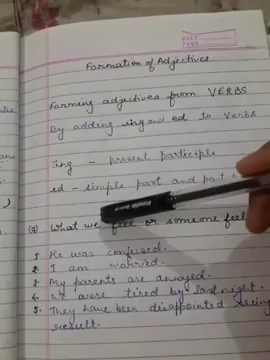 Formation of Adjectives
Forming adjectives from VERBS
By adding ing and ed to Verbs
ing - present participle
ed - simple past and past
(a) What we feel or someone feel
1. He was confused.
2. I am worried.
3. My parents are annoyed.
4. We were tired by last night.
5. They have been disappointed seeing
result.